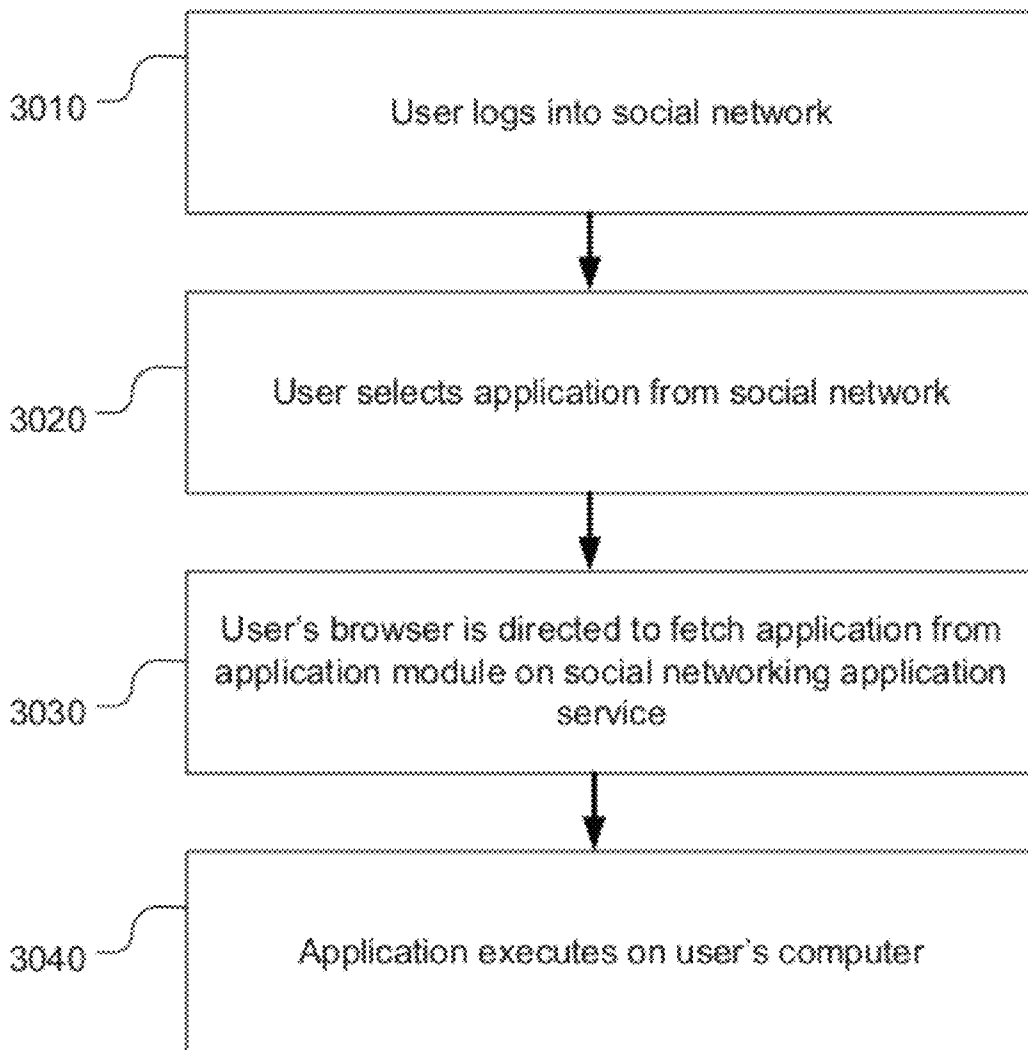 3010
User logs into social network
3020
User selects application from social network
3030
User's browser is directed to fetch application from
application module on social networking application
service
3040
Application executes on user's computer